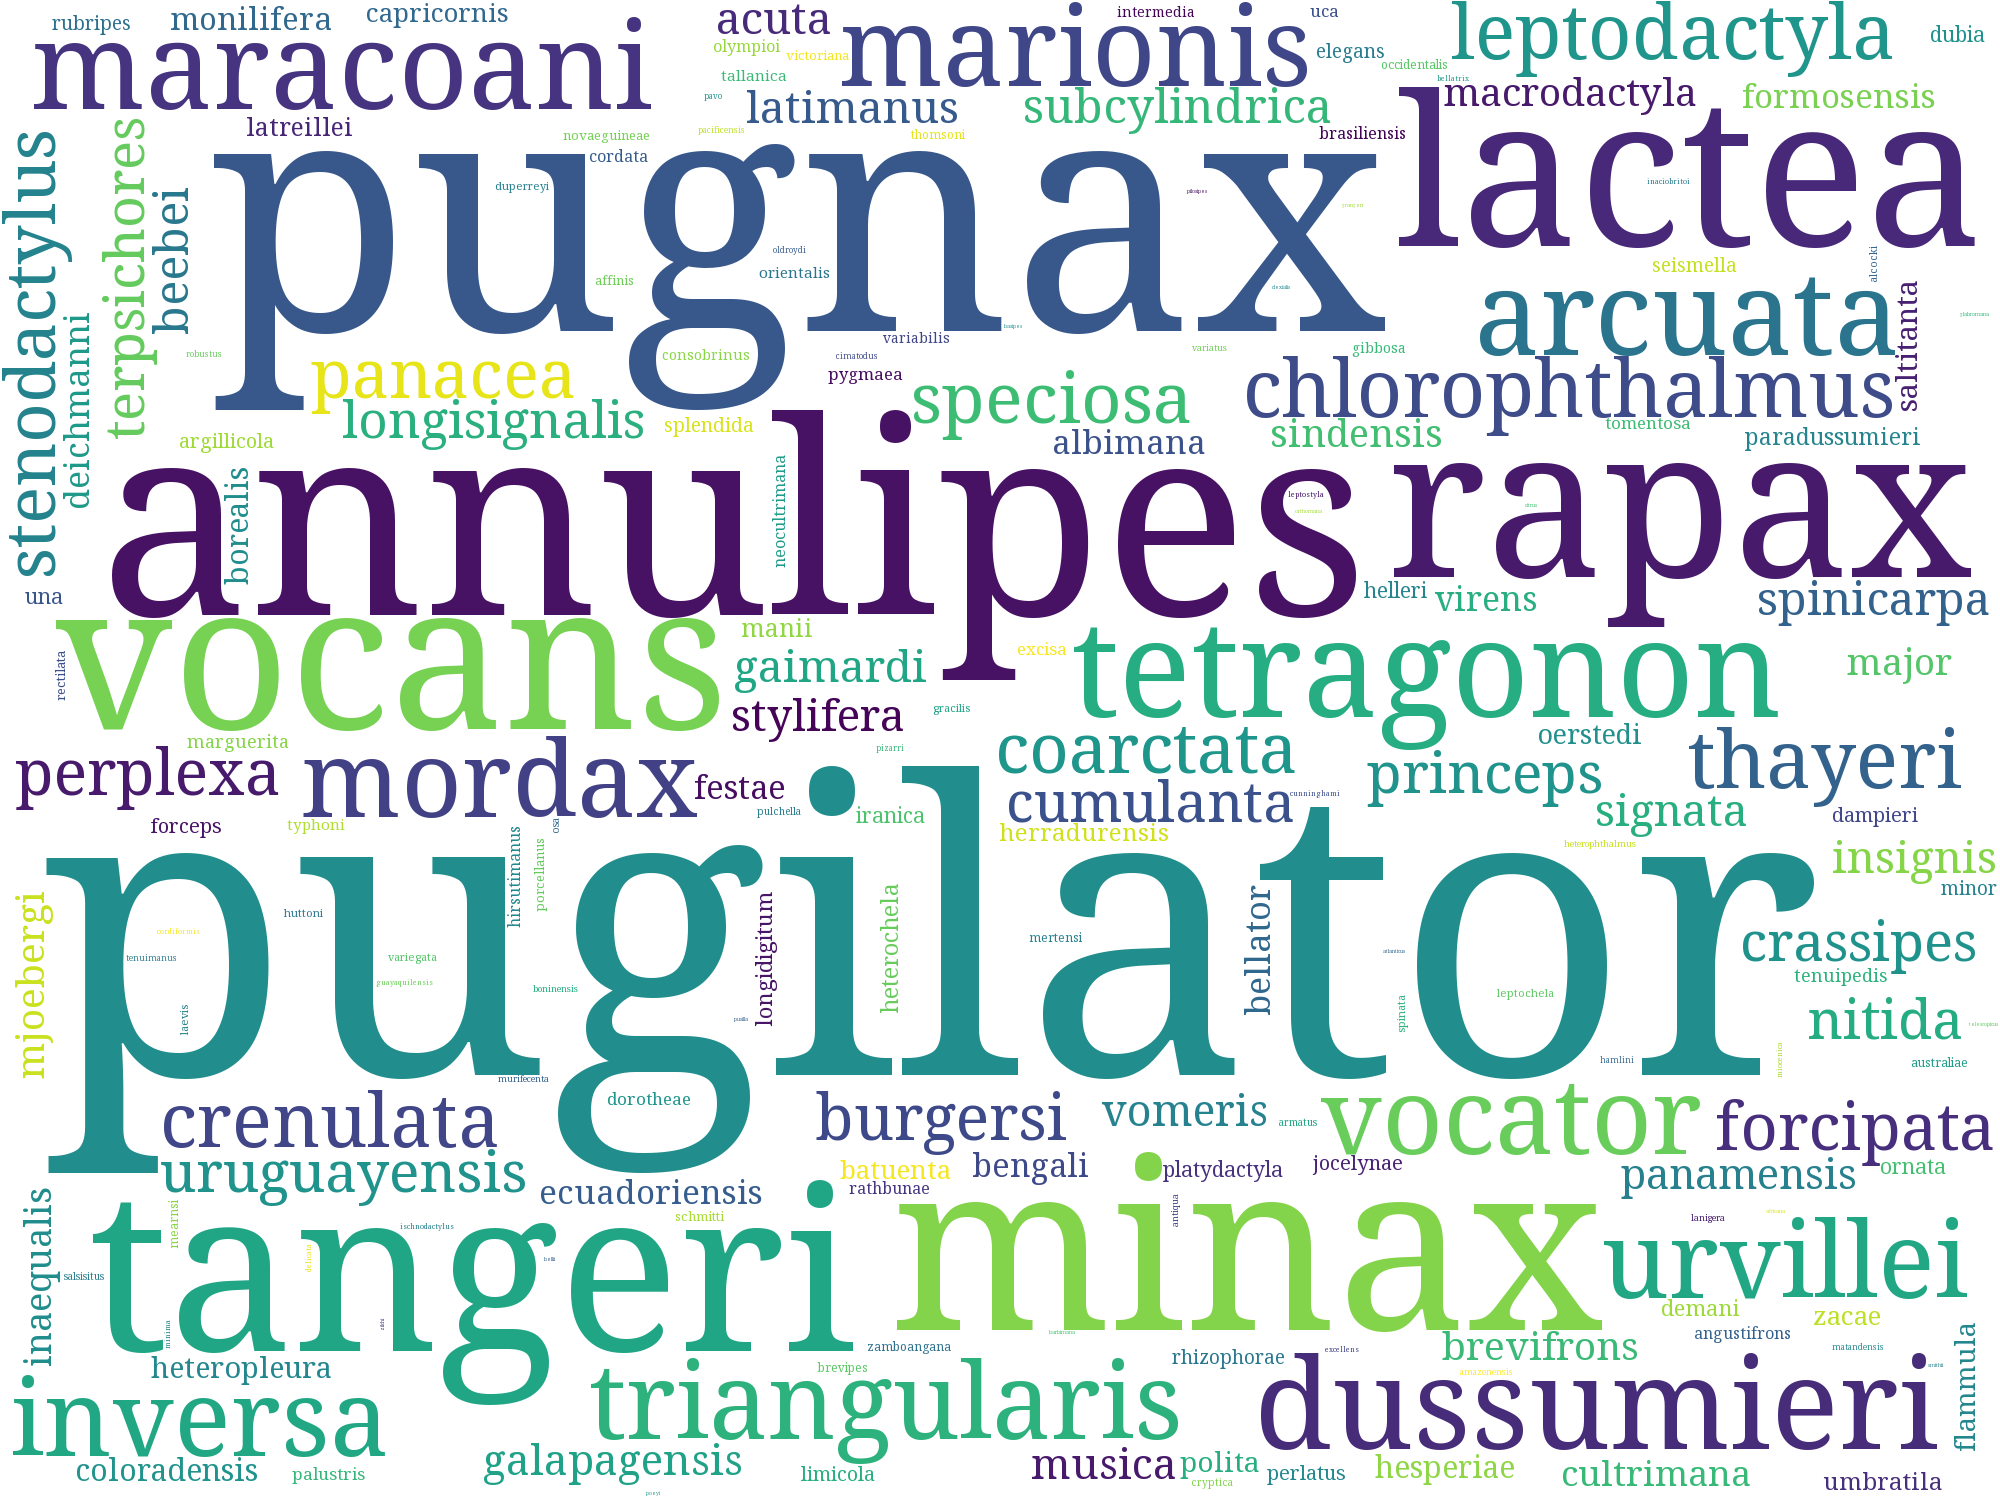 rubripes
monilifera
capricornis
acuta
intermedia
uca
leptodactyla
dubia
maracoani
olympioi
victoriana
marionis
elegans
occidentalis
tallanica
bellatrix
macrodactyla
formosensis
pavo
latimanus
subcylindrica
latreillei
novaeguineae
pacificensis
thomsoni
brasiliensis
lactea
stenodactylus
terpsichores
beebei
pugnax
cordata
duperreyi
inaciobritoi
oldroydi
orientalis
affinis
seismella
alcocki
arcuata
saltitanta
deichmanni
robustus
panacea
consobrinus
variabilis
cimatodus
pygmaea
variatus
gibbosa
chlorophthalmus
longisignalis
splendida
speciosa
albimana
sindensis
tomentosa
paradussumieri
argillicola
borealis
annulipes
neocultrimana
leptostyla
rapax
una
helleri
virens
spinicarpa
vocans
rectilata
manii
gaimardi
excisa
tetragonon
major
stylifera
gracilis
marguerita
pizarri
perplexa
mordax
festae
coarctata
oerstedi
princeps
thayeri
pulchella
iranica
cumulanta
cunninghami
signata
dampieri
forceps
typhoni
osa
herradurensis
heterophthalmus
insignis
minor
pugilator
mjoebergi
huttoni
hirsutimanus
porcellanus
longidigitum
heterochela
mertensi
bellator
cordiformis
tenuimanus
variegata
guayaquilensis
boninensis
laevis
leptochela
spinata
crassipes
tenuipedis
nitida
australiae
hamlini
miocenica
murifecenta
dorotheae
crenulata
burgersi
vomeris
armatus
vocator
forcipata
uruguayensis
ecuadoriensis
batuenta
bengali
platydactyla
jocelynae
panamensis
ornata
rathbunae
inaequalis
mearnsi
tangeri
ischnodactylus
schmitti
minax
antiqua
lanigera
urvillei
salsisitus
minima
demani
zacae
angustifrons
matandensis
flammula
heteropleura
zamboangana
brevipes
rhizophorae
excellens
brevifrons
amazonensis
inversa
triangularis
dussumieri
coloradensis
palustris
galapagensis
limicola
musica
polita
cryptica
perlatus
hesperiae
cultrimana
umbratila